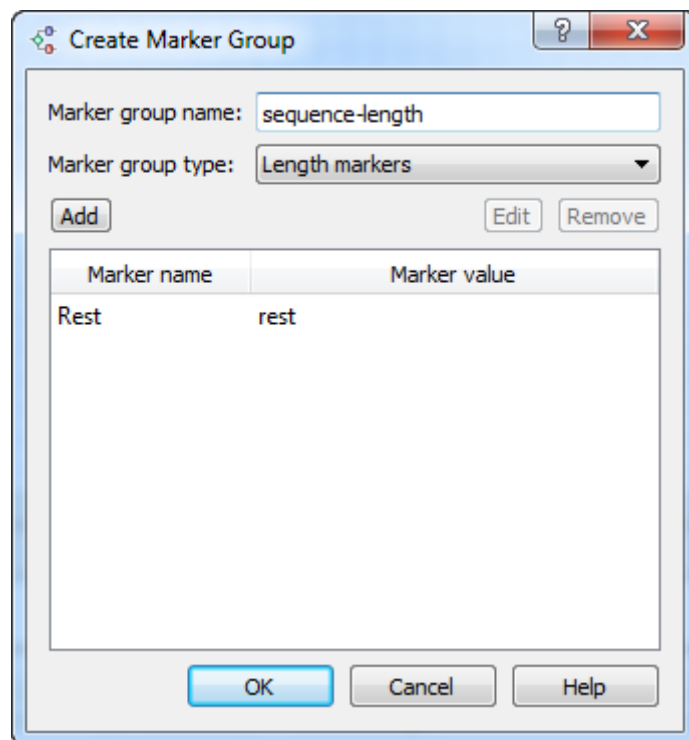 Create Marker Group
Marker group name: sequence-length
Marker group type: Length markers
Add Edit Remove
Marker name Marker value
Rest rest
OK Cancel Help